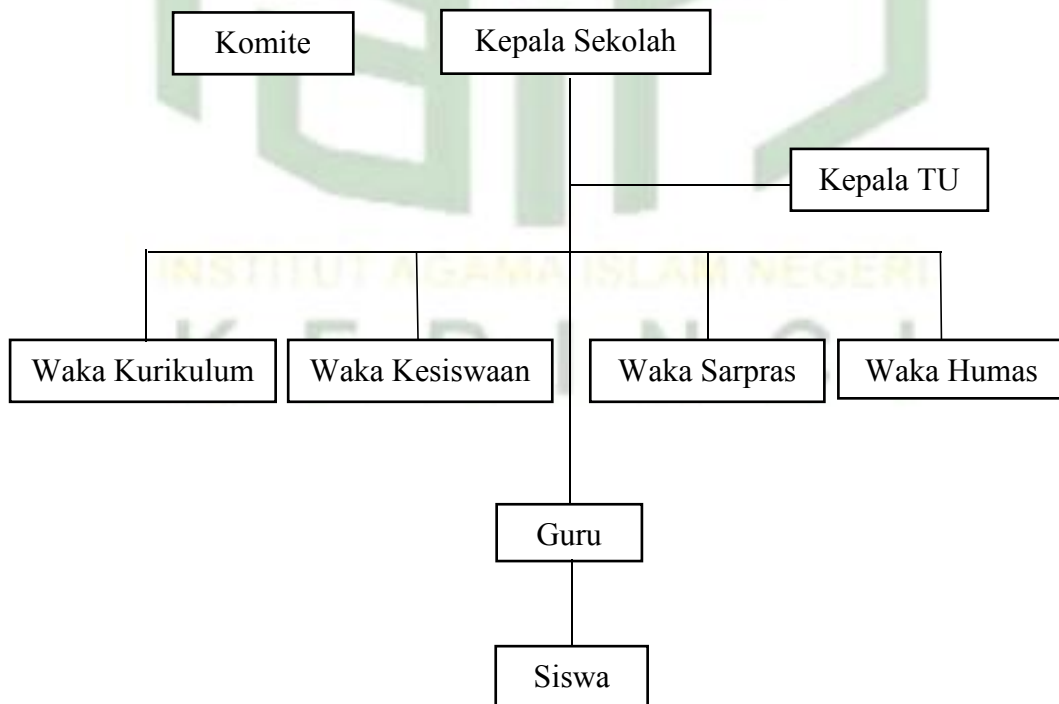 Komite
Kepala Sekolah
Kepala TU
INSTITUT AGAMA ISLAM NEGERI
K E R I N C I
Waka Kurikulum
Waka Kesiswaan
Waka Sarpras
Waka Humas
Guru
Siswa